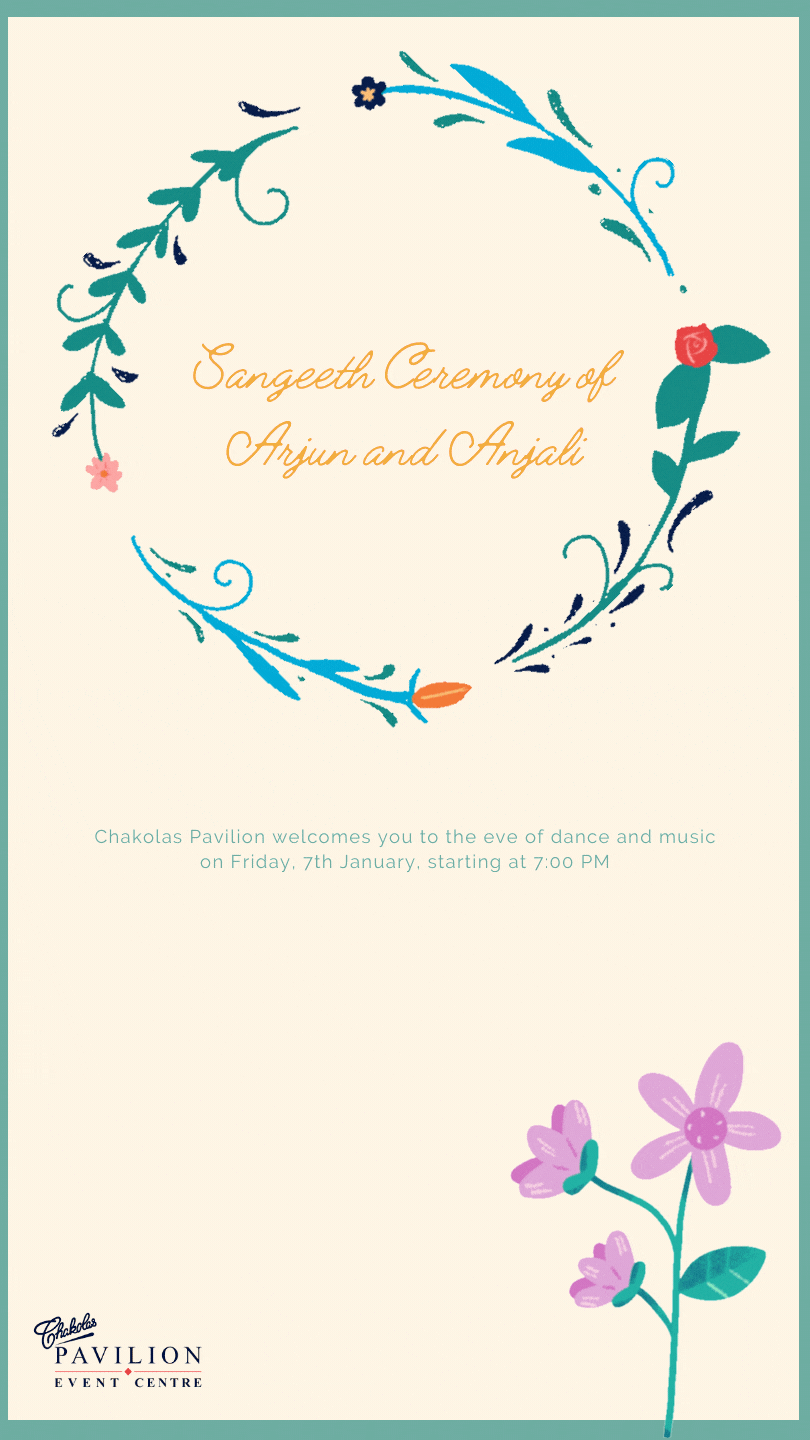 Sangeeth Ceremony of
Arjun and Anjali
Chakolas Pavilion welcomes you to the eve of dance and music
on Friday, 7th January, starting at 7:00 PM
Chakolas
PAVILION
EVENT CENTRE